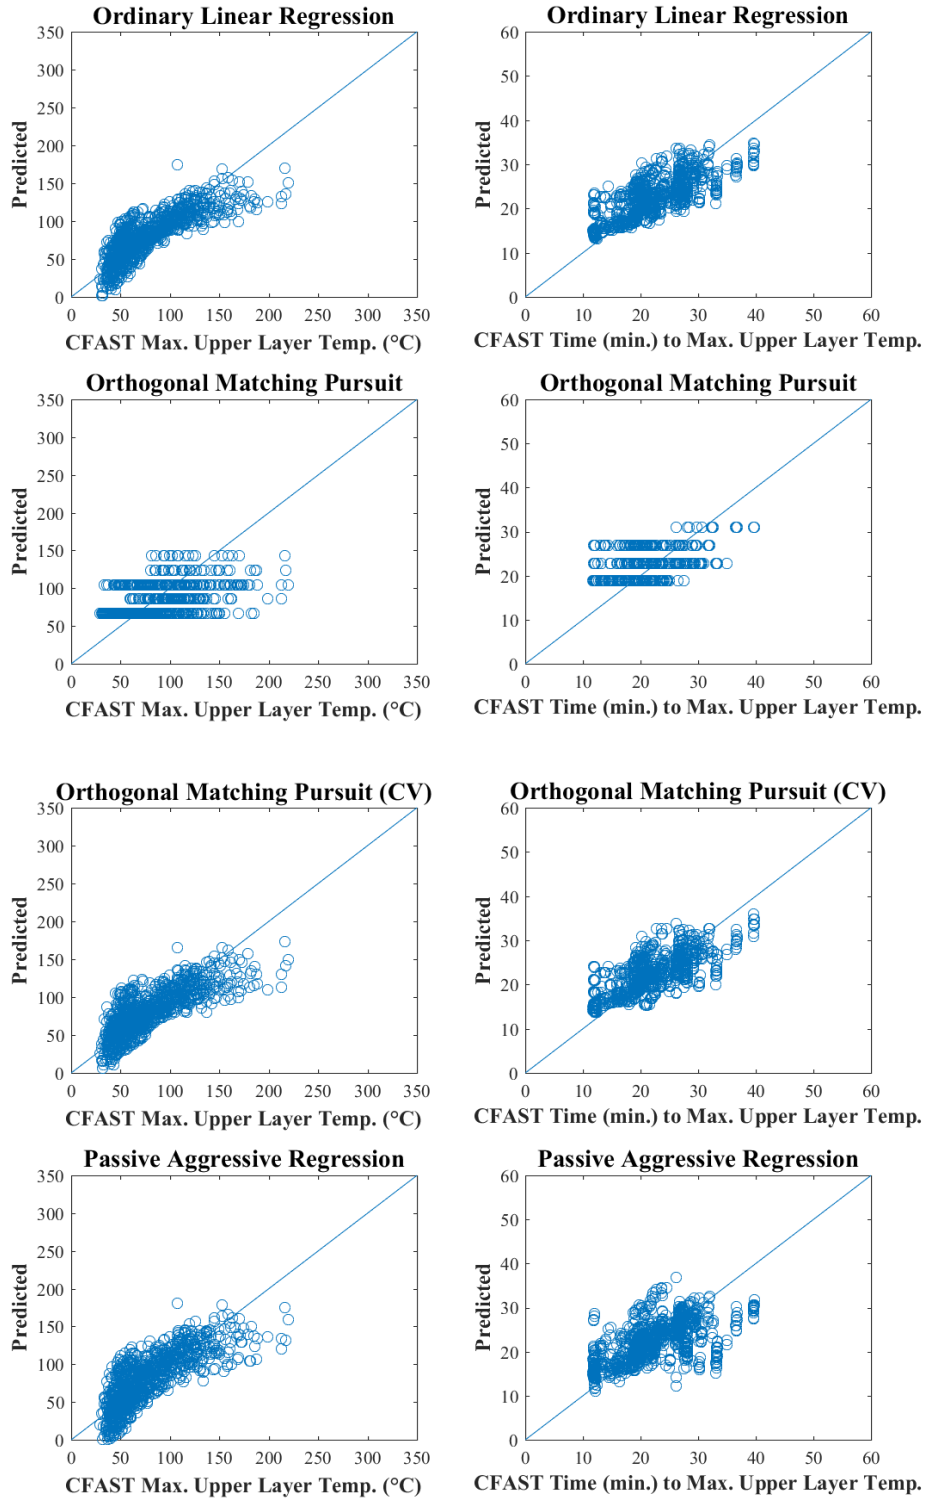 Ordinary Linear Regression
350
300
250
200
150
100
50
0
Predicted
0 50 100 150 200 250 300 350
CFAST Max. Upper Layer Temp. (°C)
Ordinary Linear Regression
60
50
40
30
20
10
0
Predicted
0 10 20 30 40 50 60
CFAST Time (min.) to Max. Upper Layer Temp.
Orthogonal Matching Pursuit
350
300
250
200
150
100
50
0
Predicted
0 50 100 150 200 250 300 350
CFAST Max. Upper Layer Temp. (°C)
Orthogonal Matching Pursuit
60
50
40
30
20
10
0
Predicted
0 10 20 30 40 50 60
CFAST Time (min.) to Max. Upper Layer Temp.
Orthogonal Matching Pursuit (CV)
350
300
250
200
150
100
50
0
Predicted
0 50 100 150 200 250 300 350
CFAST Max. Upper Layer Temp. (°C)
Orthogonal Matching Pursuit (CV)
60
50
40
30
20
10
0
Predicted
0 10 20 30 40 50 60
CFAST Time (min.) to Max. Upper Layer Temp.
Passive Aggressive Regression
350
300
250
200
150
100
50
0
Predicted
0 50 100 150 200 250 300 350
CFAST Max. Upper Layer Temp. (°C)
Passive Aggressive Regression
60
50
40
30
20
10
0
Predicted
0 10 20 30 40 50 60
CFAST Time (min.) to Max. Upper Layer Temp.